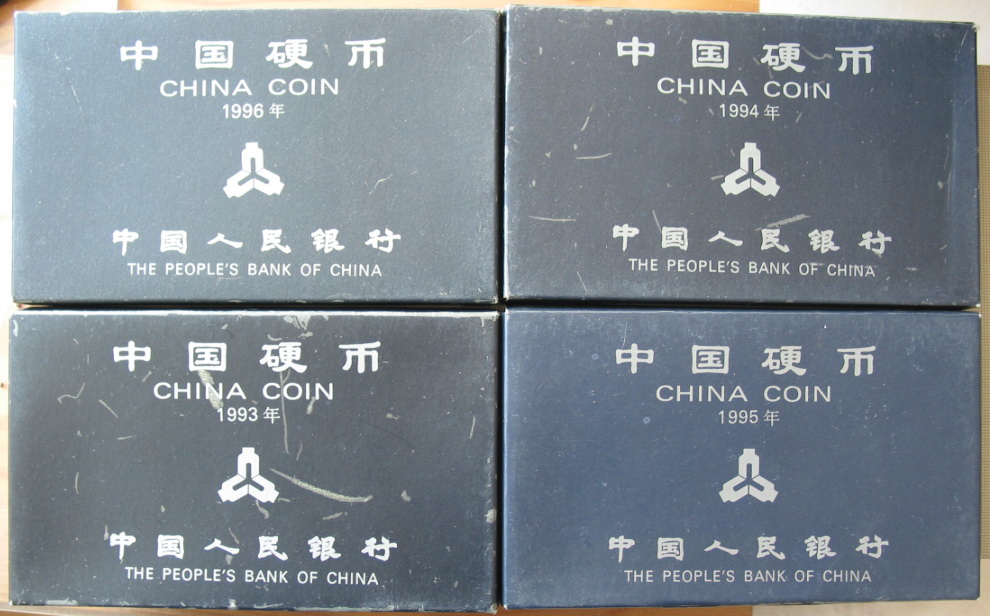 中国硬币
CHINA COIN
1996年
中国人民银行
THE PEOPLE'S BANK OF CHINA
中国硬币
CHINA COIN
1994年
中国人民银行
THE PEOPLE'S BANK OF CHINA
中国硬币
CHINA COIN
1993年
中国人民银行
THE PEOPLE'S BANK OF CHINA
中国硬币
CHINA COIN
1995年
中国人民银行
THE PEOPLE'S BANK OF CHINA